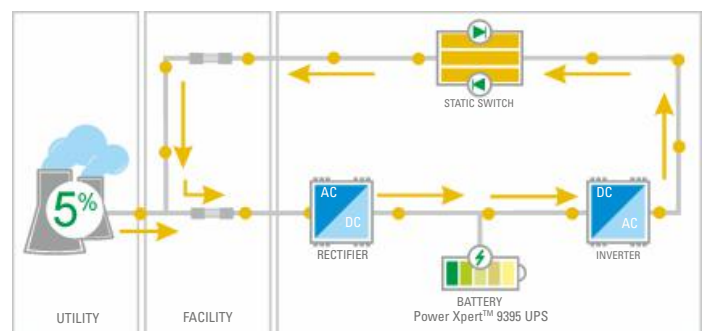 STATIC SWITCH
5%
AC
DC
RECTIFIER
DC
AC
INVERTER
BATTERY
Power Xpert™ 9395 UPS
UTILITY
FACILITY